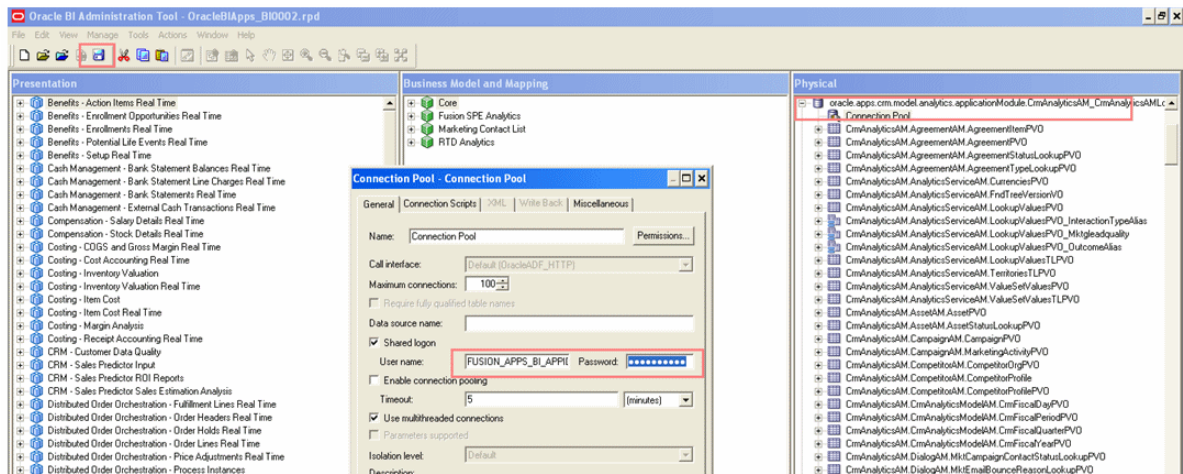 Oracle BI Administration Tool - OracleBIApps_BI0002.rpd
File Edit View Manage Tools Actions Window Help
Presentation
Benefits - Action Items Real Time
Benefits - Enrollment Opportunities Real Time
Benefits - Enrollments Real Time
Benefits - Potential Life Events Real Time
Benefits - Setup Real Time
Cash Management - Bank Statement Balances Real Time
Cash Management - Bank Statement Line Charges Real Time
Cash Management - Bank Statements Real Time
Cash Management - External Cash Transactions Real Time
Compensation - Salary Details Real Time
Compensation - Stock Details Real Time
Costing - COGS and Gross Margin Real Time
Costing - Cost Accounting Real Time
Costing - Inventory Valuation
Costing - Inventory Valuation Real Time
Costing - Item Cost
Costing - Item Cost Real Time
Costing - Margin Analysis
Costing - Receipt Accounting Real Time
CRM - Customer Data Quality
CRM - Sales Predictor Input
CRM - Sales Predictor ROI Reports
CRM - Sales Predictor Sales Estimation Analysis
Distributed Order Orchestration - Fulfillment Lines Real Time
Distributed Order Orchestration - Order Headers Real Time
Distributed Order Orchestration - Order Holds Real Time
Distributed Order Orchestration - Order Lines Real Time
Distributed Order Orchestration - Price Adjustments Real Time
Distributed Order Orchestration - Process Instances
Business Model and Mapping
Core
Fusion SPE Analytics
Marketing Contact List
RTD Analytics
Connection Pool - Connection Pool
General Connection Scripts XML Write Back Miscellaneous
Name: Connection Pool Permissions...
Call interface: Default (OracleADF_HTTP)
Maximum connections: 100
Require fully qualified table names
Data source name:
Shared logon
User name: FUSION_APPS_BI_APPID Password:
Enable connection pooling
Timeout: 5 (minutes)
Use multithreaded connections
Parameters supported
Isolation level: Default
Description:
Physical
oracle.apps.crm.model.analytics.applicationModule.CrmAnalyticsAM_CrmAnalyticsAMLo
Connection Pool
CrmAnalyticsAM.AgreementAM.AgreementItemPVO
CrmAnalyticsAM.AgreementAM.AgreementPVO
CrmAnalyticsAM.AgreementAM.AgreementStatusLookupPVO
CrmAnalyticsAM.AgreementAM.AgreementTypeLookupPVO
CrmAnalyticsAM.AnalyticsServiceAM.CurrenciesPVO
CrmAnalyticsAM.AnalyticsServiceAM.FndTreeVersionVO
CrmAnalyticsAM.AnalyticsServiceAM.LookupValuesPVO
CrmAnalyticsAM.AnalyticsServiceAM.LookupValuesPVO_InteractionTypeAlias
CrmAnalyticsAM.AnalyticsServiceAM.LookupValuesPVO_Mktgleadquality
CrmAnalyticsAM.AnalyticsServiceAM.LookupValuesPVO_OutcomeAlias
CrmAnalyticsAM.AnalyticsServiceAM.LookupValuesTLPVO
CrmAnalyticsAM.AnalyticsServiceAM.TerritoriesTLPVO
CrmAnalyticsAM.AnalyticsServiceAM.ValueSetValuesPVO
CrmAnalyticsAM.AnalyticsServiceAM.ValueSetValuesTLPVO
CrmAnalyticsAM.AssetAM.AssetPVO
CrmAnalyticsAM.AssetAM.AssetStatusLookupPVO
CrmAnalyticsAM.CampaignAM.CampaignPVO
CrmAnalyticsAM.CampaignAM.MarketingActivityPVO
CrmAnalyticsAM.CompetitorAM.CompetitorOrgPVO
CrmAnalyticsAM.CompetitorAM.CompetitorProfile
CrmAnalyticsAM.CompetitorAM.CompetitorProfilePVO
CrmAnalyticsAM.CrmAnalyticsModelAM.CrmFiscalDayPVO
CrmAnalyticsAM.CrmAnalyticsModelAM.CrmFiscalPeriodPVO
CrmAnalyticsAM.CrmAnalyticsModelAM.CrmFiscalQuarterPVO
CrmAnalyticsAM.CrmAnalyticsModelAM.CrmFiscalYearPVO
CrmAnalyticsAM.DialogAM.MktCampaignContactStatusLookupPVO
CrmAnalyticsAM.DialogAM.MktEmailBounceReasonLookupPVO